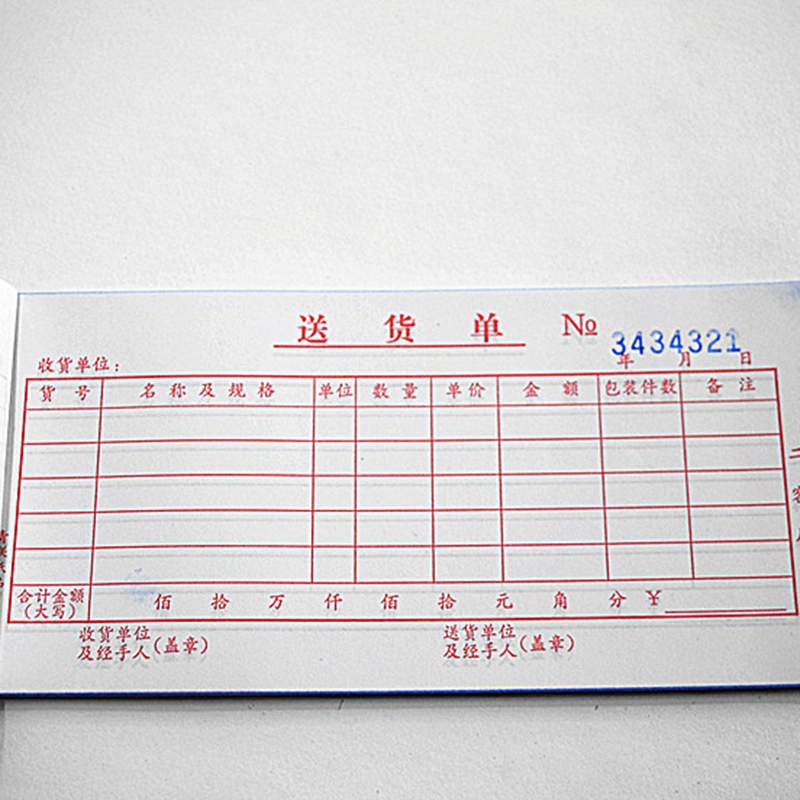 送 货 单 № 3434321
收货单位： 年 月 日
货 号 名 称 及 规 格 单位 数 量 单 价 金 额 包装件数 备 注
合计金额
（大写） 佰 拾 万 仟 佰 拾 元 角 分 ￥
收货单位
及经手人（盖章）
送货单位
及经手人（盖章）
二
客